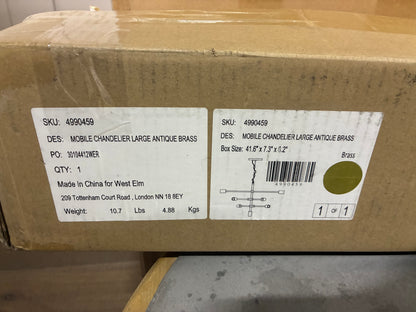 SKU: 4990459
DES: MOBILE CHANDELIER LARGE ANTIQUE BRASS
PO: 30104412WER
QTY: 1
Made In China for West Elm
209 Tottenham Court Road , London NN 18 8EY
Weight: 10.7 Lbs 4.88 Kgs
SKU: 4990459
DES: MOBILE CHANDELIER LARGE ANTIQUE BRASS
Box Size: 41.6" x 7.3" x 8.2"
Brass
4990459
1 OF 1